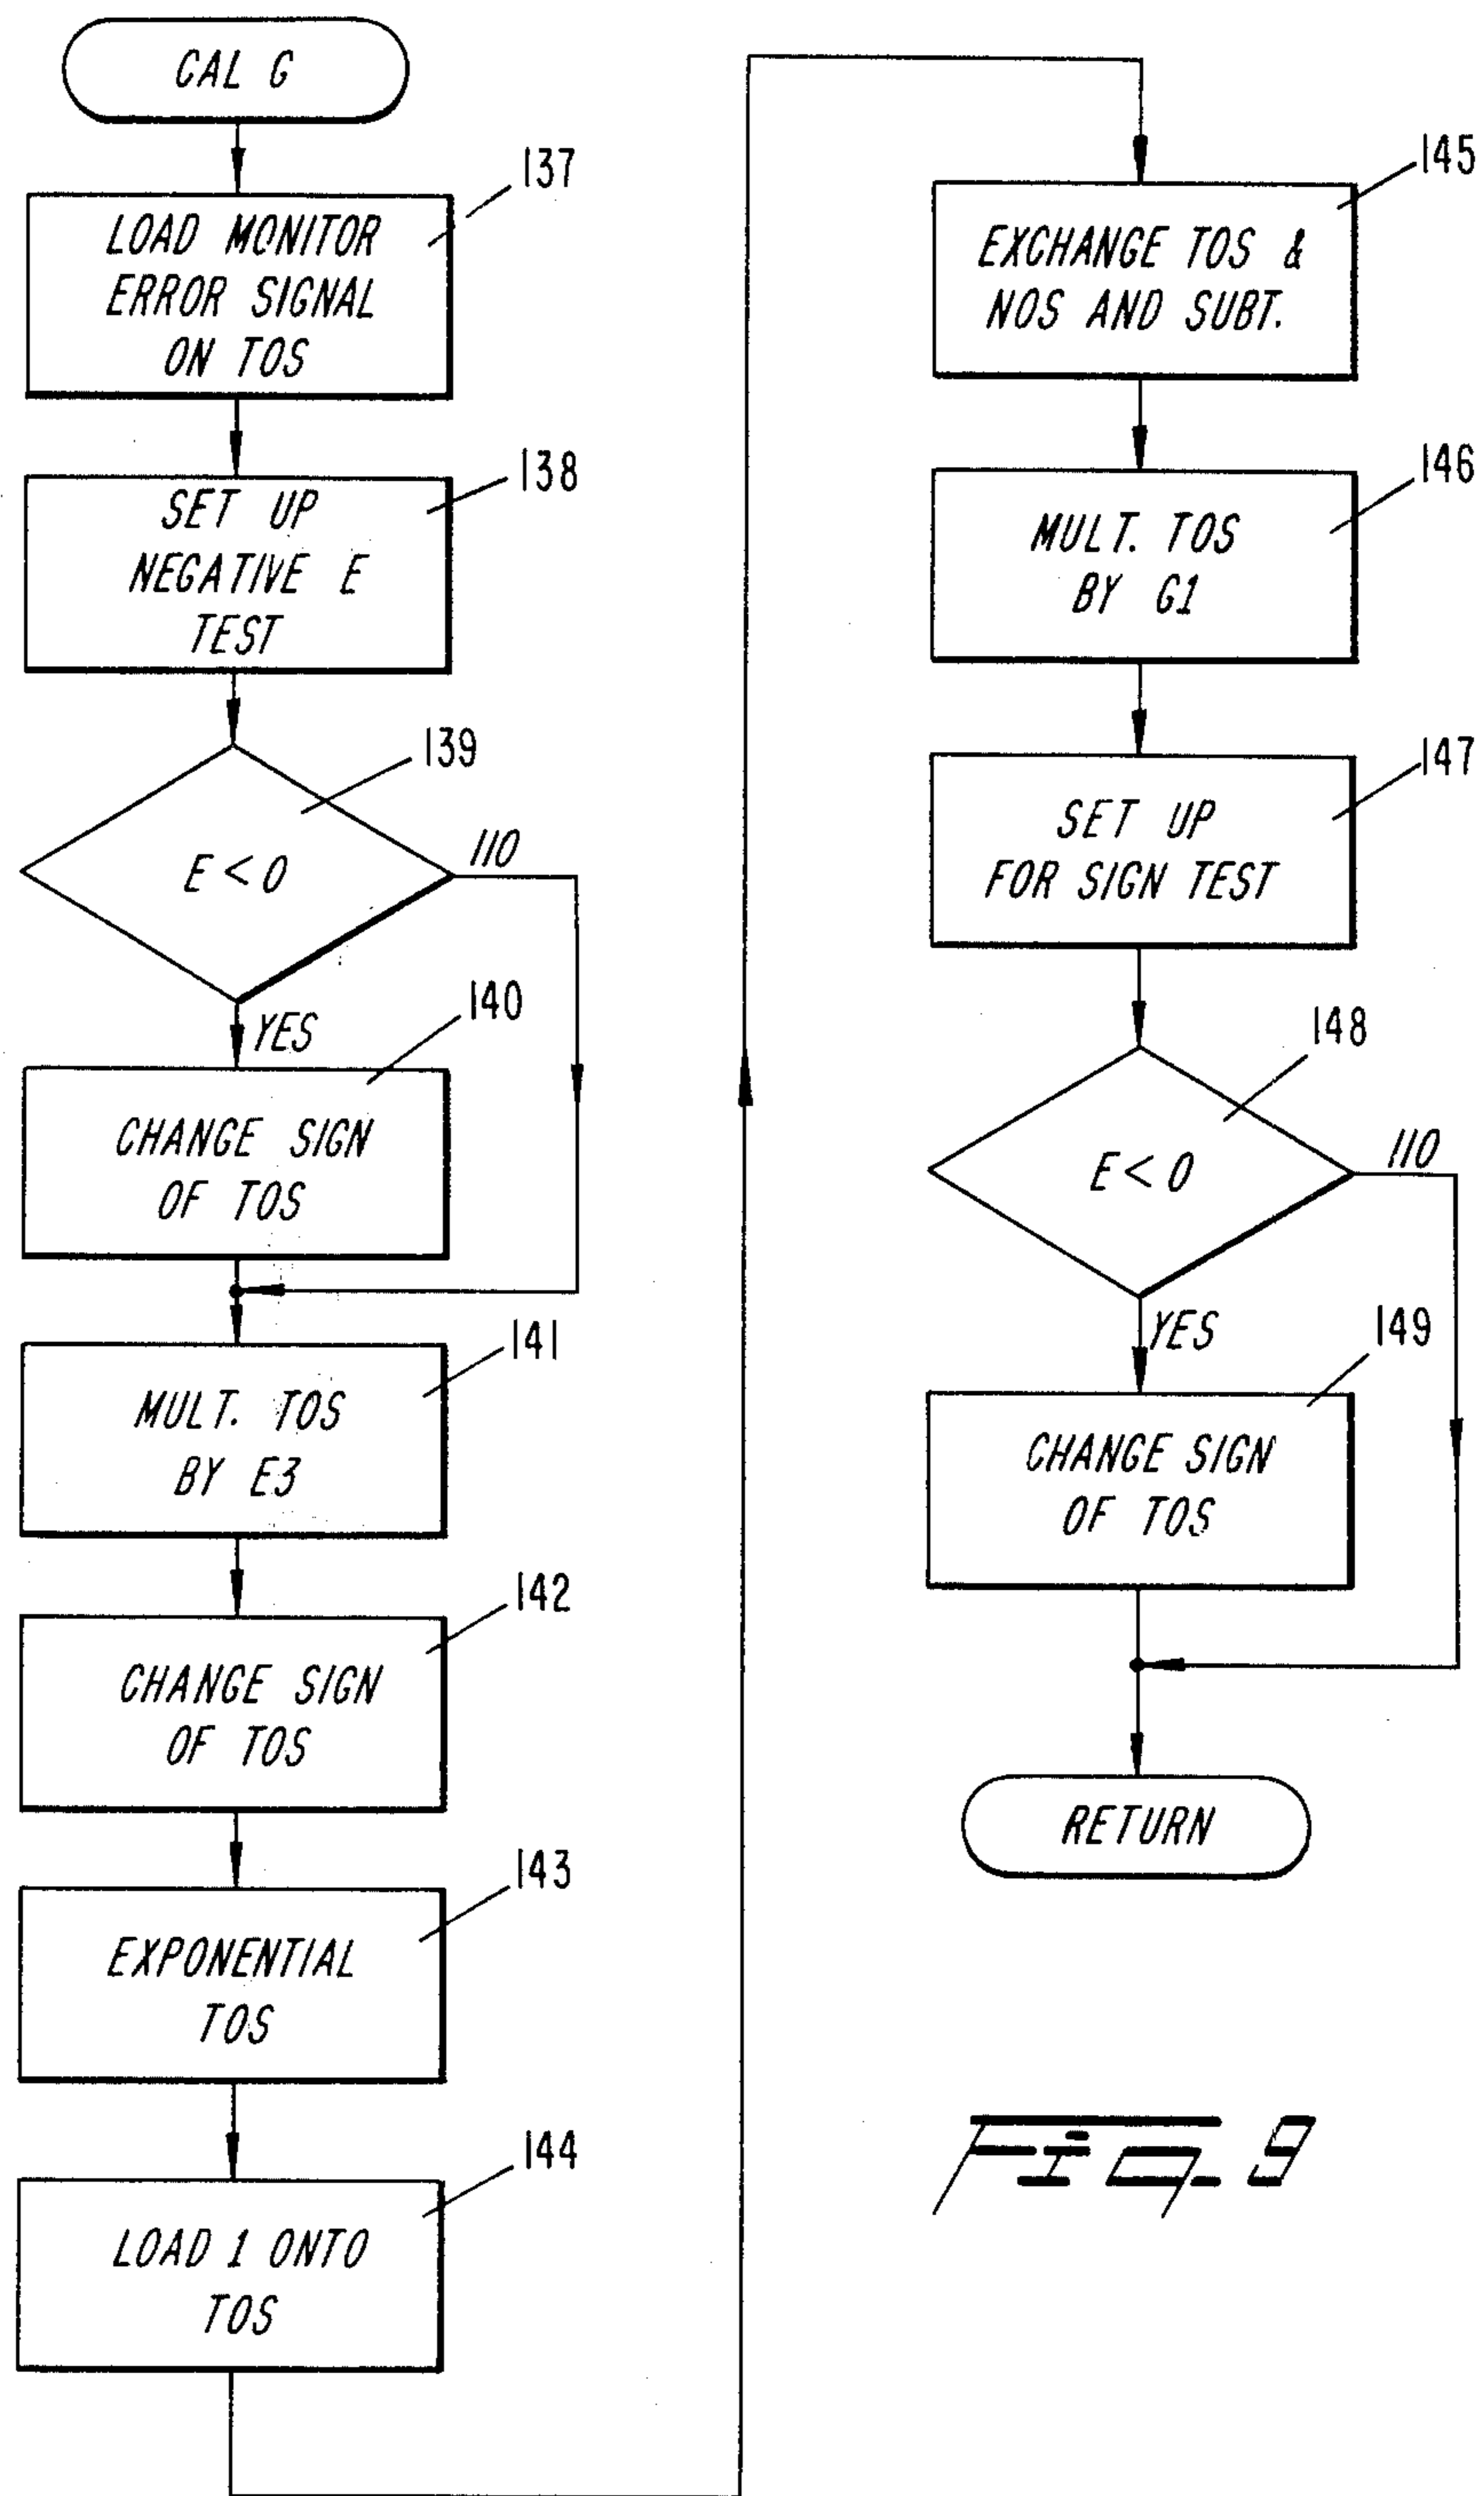 CAL G
137
LOAD MONITOR
ERROR SIGNAL
ON TOS
138
SET UP
NEGATIVE E
TEST
139
E < 0
NO
YES
140
CHANGE SIGN
OF TOS
141
MULT. TOS
BY E3
142
CHANGE SIGN
OF TOS
143
EXPONENTIAL
TOS
144
LOAD 1 ONTO
TOS
145
EXCHANGE TOS &
NOS AND SUBT.
146
MULT. TOS
BY G1
147
SET UP
FOR SIGN TEST
148
E < 0
NO
YES
149
CHANGE SIGN
OF TOS
RETURN
Fig. 9